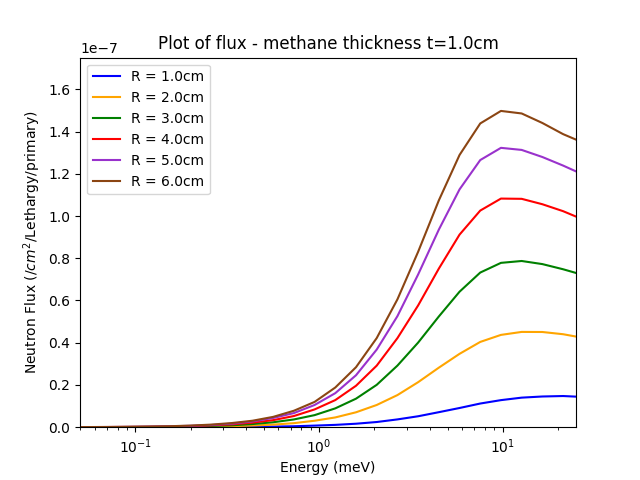 Plot of flux - methane thickness t=1.0cm
1e−7
R = 1.0cm
R = 2.0cm
R = 3.0cm
R = 4.0cm
R = 5.0cm
R = 6.0cm
1.6
1.4
1.2
1.0
0.8
0.6
0.4
0.2
0.0
Neutron Flux (/cm²/Lethargy/primary)
10⁻¹
10⁰
10¹
Energy (meV)